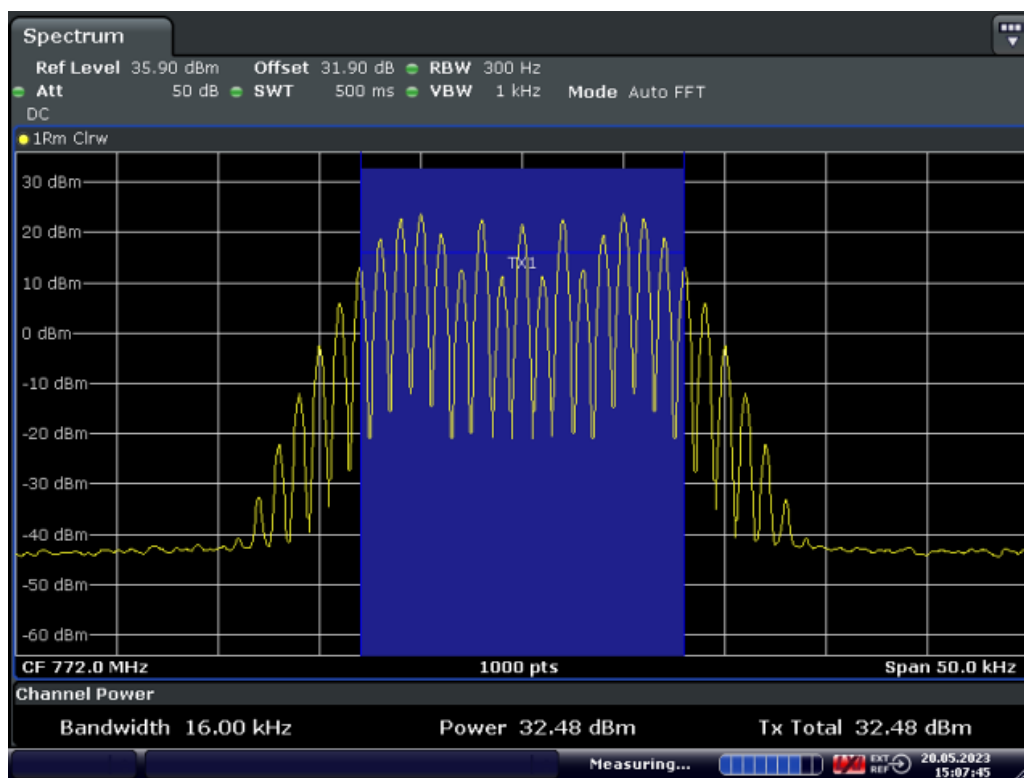 Spectrum
Ref Level 35.90 dBm Offset 31.90 dB RBW 300 Hz
Att 50 dB SWT 500 ms VBW 1 kHz Mode Auto FFT
DC
1Rm Clrw
30 dBm
20 dBm
TX1
10 dBm
0 dBm
-10 dBm
-20 dBm
-30 dBm
-40 dBm
-50 dBm
-60 dBm
CF 772.0 MHz 1000 pts Span 50.0 kHz
Channel Power
Bandwidth 16.00 kHz Power 32.48 dBm Tx Total 32.48 dBm
Measuring... EXT REF 20.05.2023
15:07:45